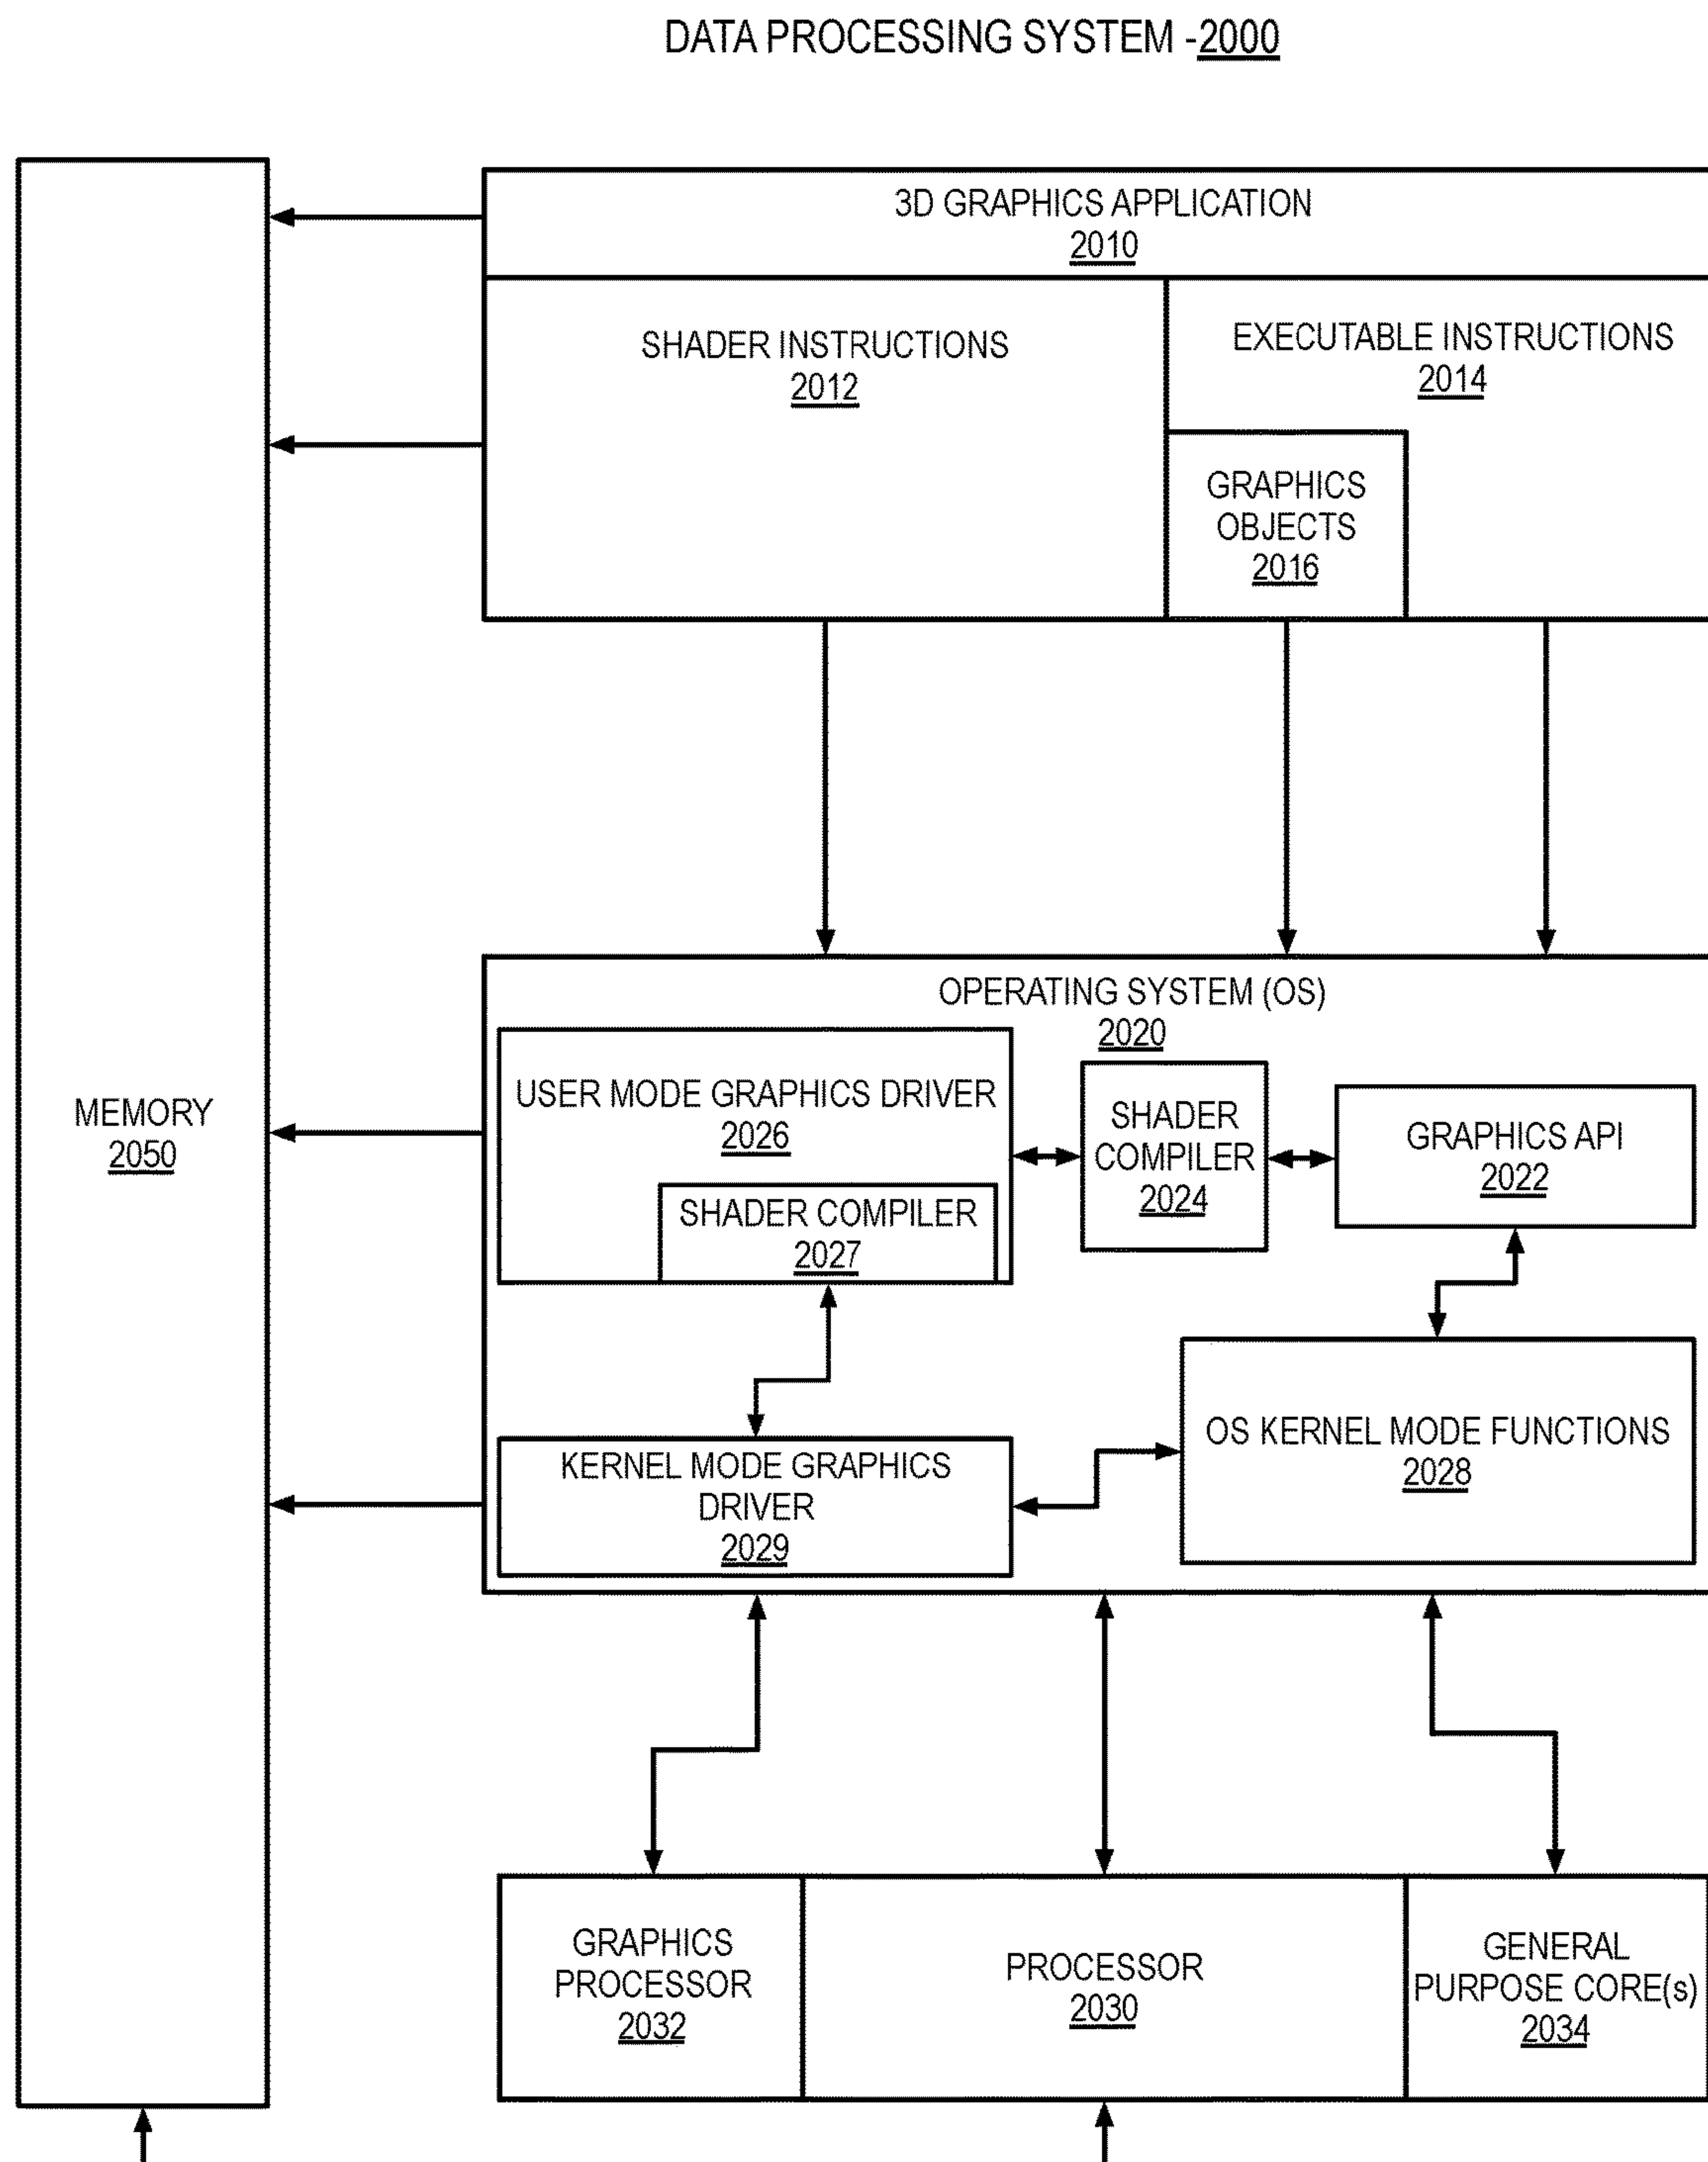 DATA PROCESSING SYSTEM -2000
3D GRAPHICS APPLICATION
2010
SHADER INSTRUCTIONS
2012
EXECUTABLE INSTRUCTIONS
2014
GRAPHICS
OBJECTS
2016
MEMORY
2050
OPERATING SYSTEM (OS)
2020
USER MODE GRAPHICS DRIVER
2026
SHADER COMPILER
2027
SHADER
COMPILER
2024
GRAPHICS API
2022
KERNEL MODE GRAPHICS
DRIVER
2029
OS KERNEL MODE FUNCTIONS
2028
GRAPHICS
PROCESSOR
2032
PROCESSOR
2030
GENERAL
PURPOSE CORE(s)
2034